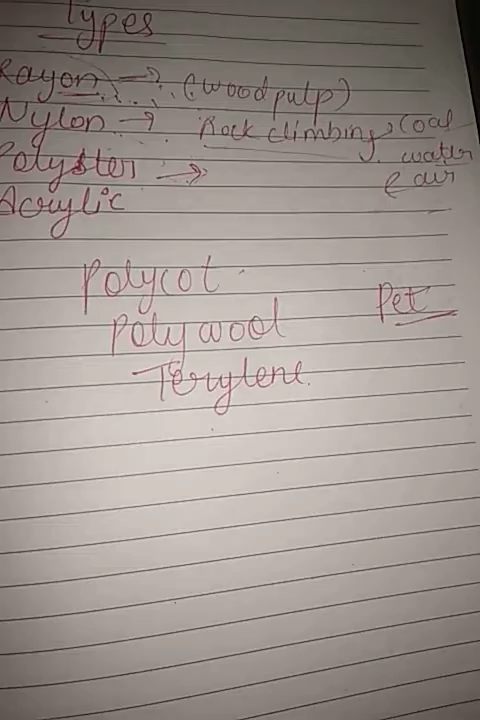 Types
Rayon → (wood pulp)
Nylon → Rock climbing, coal
water
& air
Polyster →
Acrylic
Polycot
Pet
Polywool
Terylene.